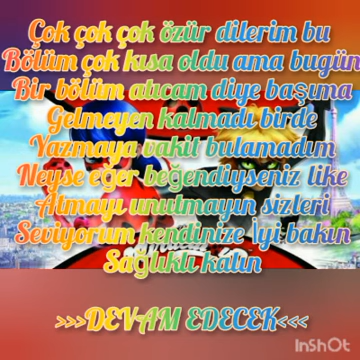 Çok çok çok özür dilerim bu
Bölüm çok kısa oldu ama bugün
Bir bölüm atıcam diye başıma
Gelmeyen kalmadı birde
Yazmaya vakit bulamadım
Neyse eğer beğendiyseniz like
Atmayı unutmayın sizleri
Seviyorum kendinize İyi bakın
Sağlıklı kalın
>>>DEVAM EDECEK<<<
InShOt